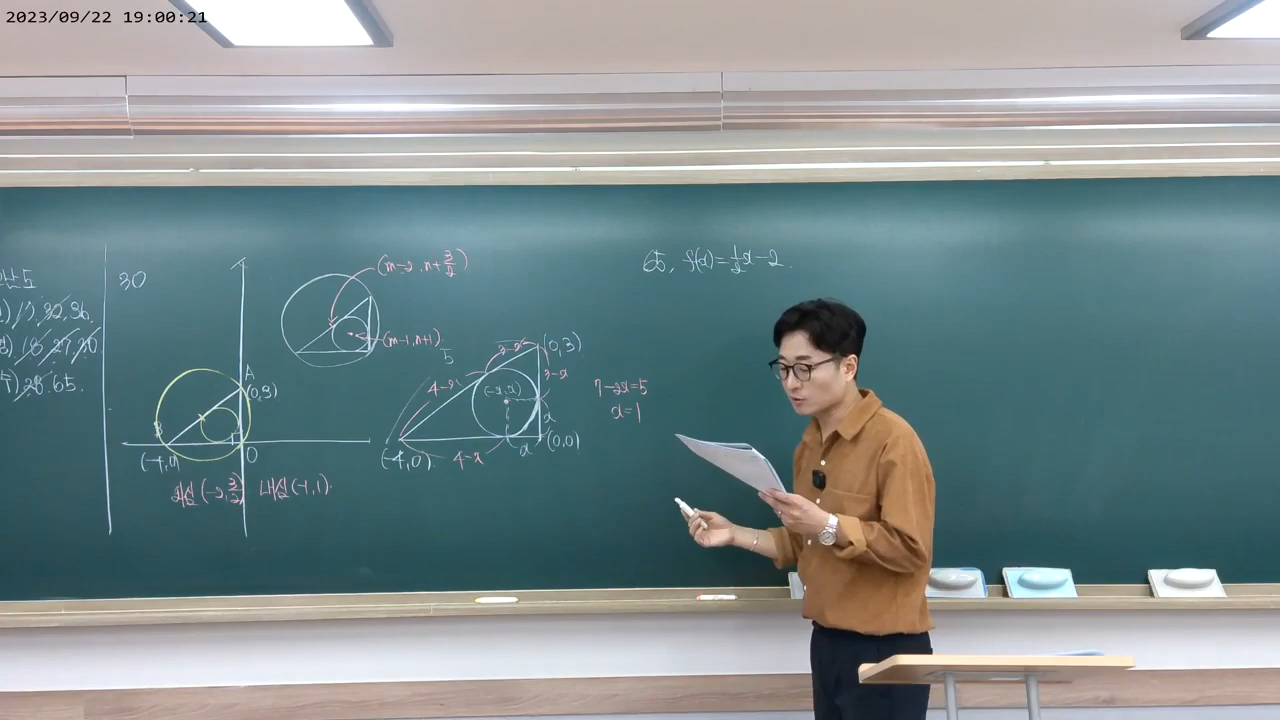 2023/09/22 19:00:21
30
(m-2, n+3/2)
(m-1, n+1)
A
(0,3)
B
(-4,0)
O
외심(-2, 3/2) 내심(-1,1)
5
3-x
(0,3)
4-x
3-x
(-x,x)
x
(-4,0)
4-x
x
(0,0)
7-2x=5
x=1
65. f(x)=1/2x-2.